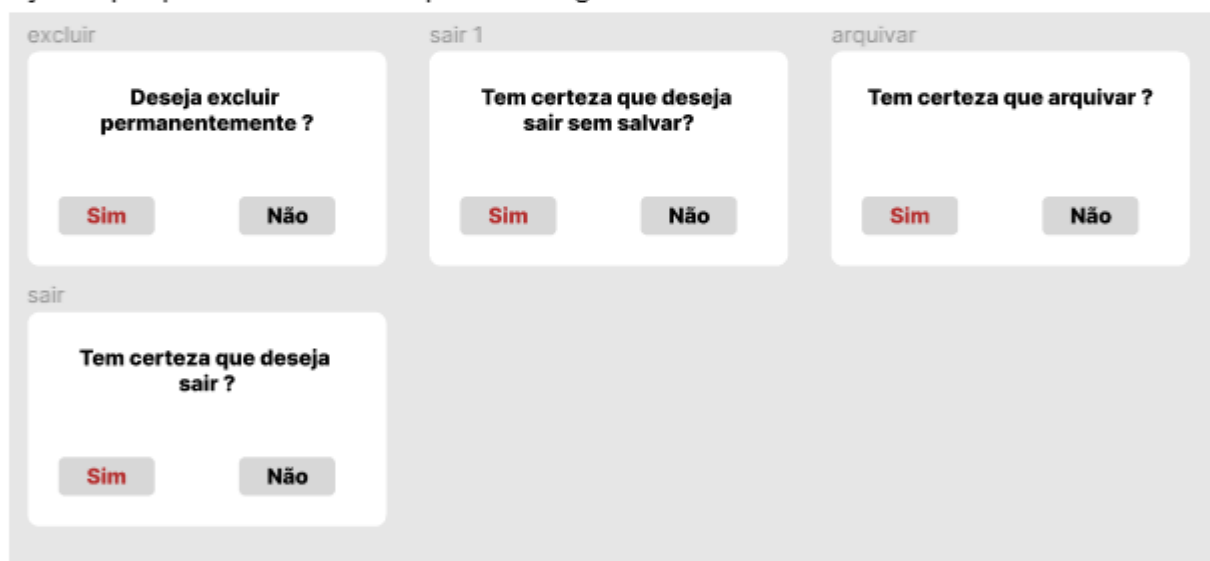 excluir
Deseja excluir
permanentemente ?
Sim
Não
sair 1
Tem certeza que deseja
sair sem salvar?
Sim
Não
arquivar
Tem certeza que arquivar ?
Sim
Não
sair
Tem certeza que deseja
sair ?
Sim
Não